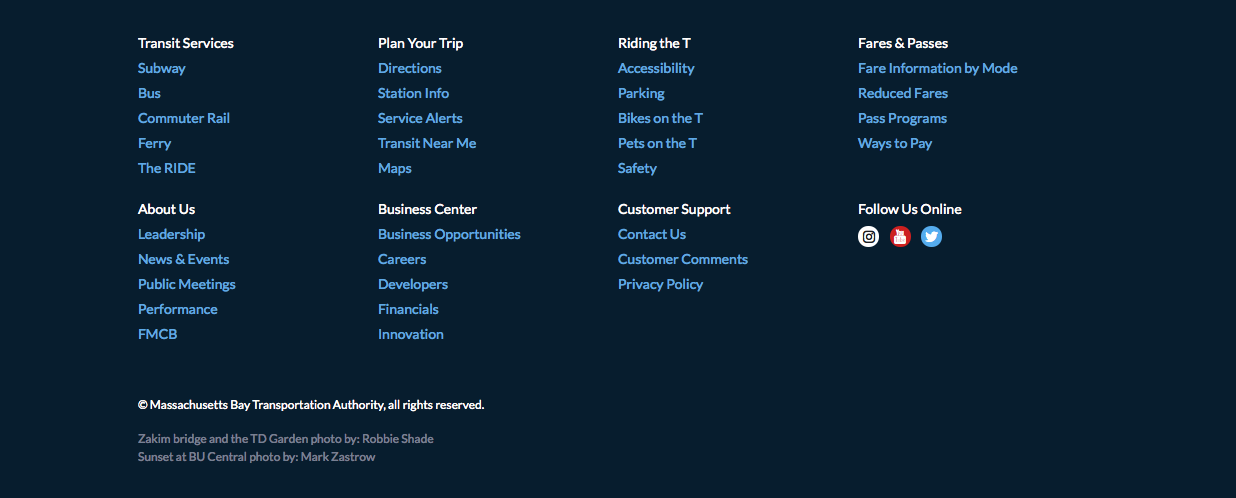 Transit Services
Subway
Bus
Commuter Rail
Ferry
The RIDE
Plan Your Trip
Directions
Station Info
Service Alerts
Transit Near Me
Maps
Riding the T
Accessibility
Parking
Bikes on the T
Pets on the T
Safety
Fares & Passes
Fare Information by Mode
Reduced Fares
Pass Programs
Ways to Pay
About Us
Leadership
News & Events
Public Meetings
Performance
FMCB
Business Center
Business Opportunities
Careers
Developers
Financials
Innovation
Customer Support
Contact Us
Customer Comments
Privacy Policy
Follow Us Online
© Massachusetts Bay Transportation Authority, all rights reserved.
Zakim bridge and the TD Garden photo by: Robbie Shade
Sunset at BU Central photo by: Mark Zastrow